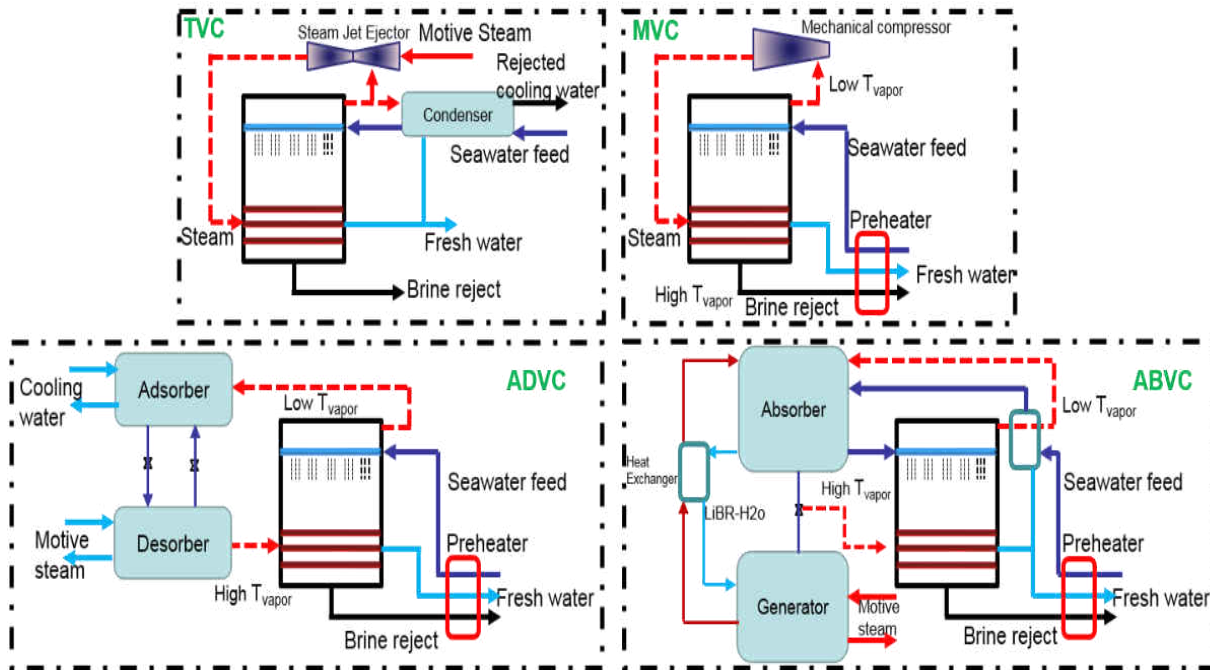 TVC
Steam Jet Ejector
Motive Steam
Rejected
cooling water
Condenser
Seawater feed
Steam
Fresh water
Brine reject
MVC
Mechanical compressor
Low Tvapor
Seawater feed
Steam
Preheater
Fresh water
High Tvapor
Brine reject
ADVC
Cooling
water
Adsorber
Low Tvapor
Seawater feed
Motive
steam
Desorber
High Tvapor
Preheater
Fresh water
Brine reject
ABVC
Absorber
Low Tvapor
Heat
Exchanger
High Tvapor
Seawater feed
LiBR-H2o
Preheater
Generator
Motive
steam
Fresh water
Brine reject